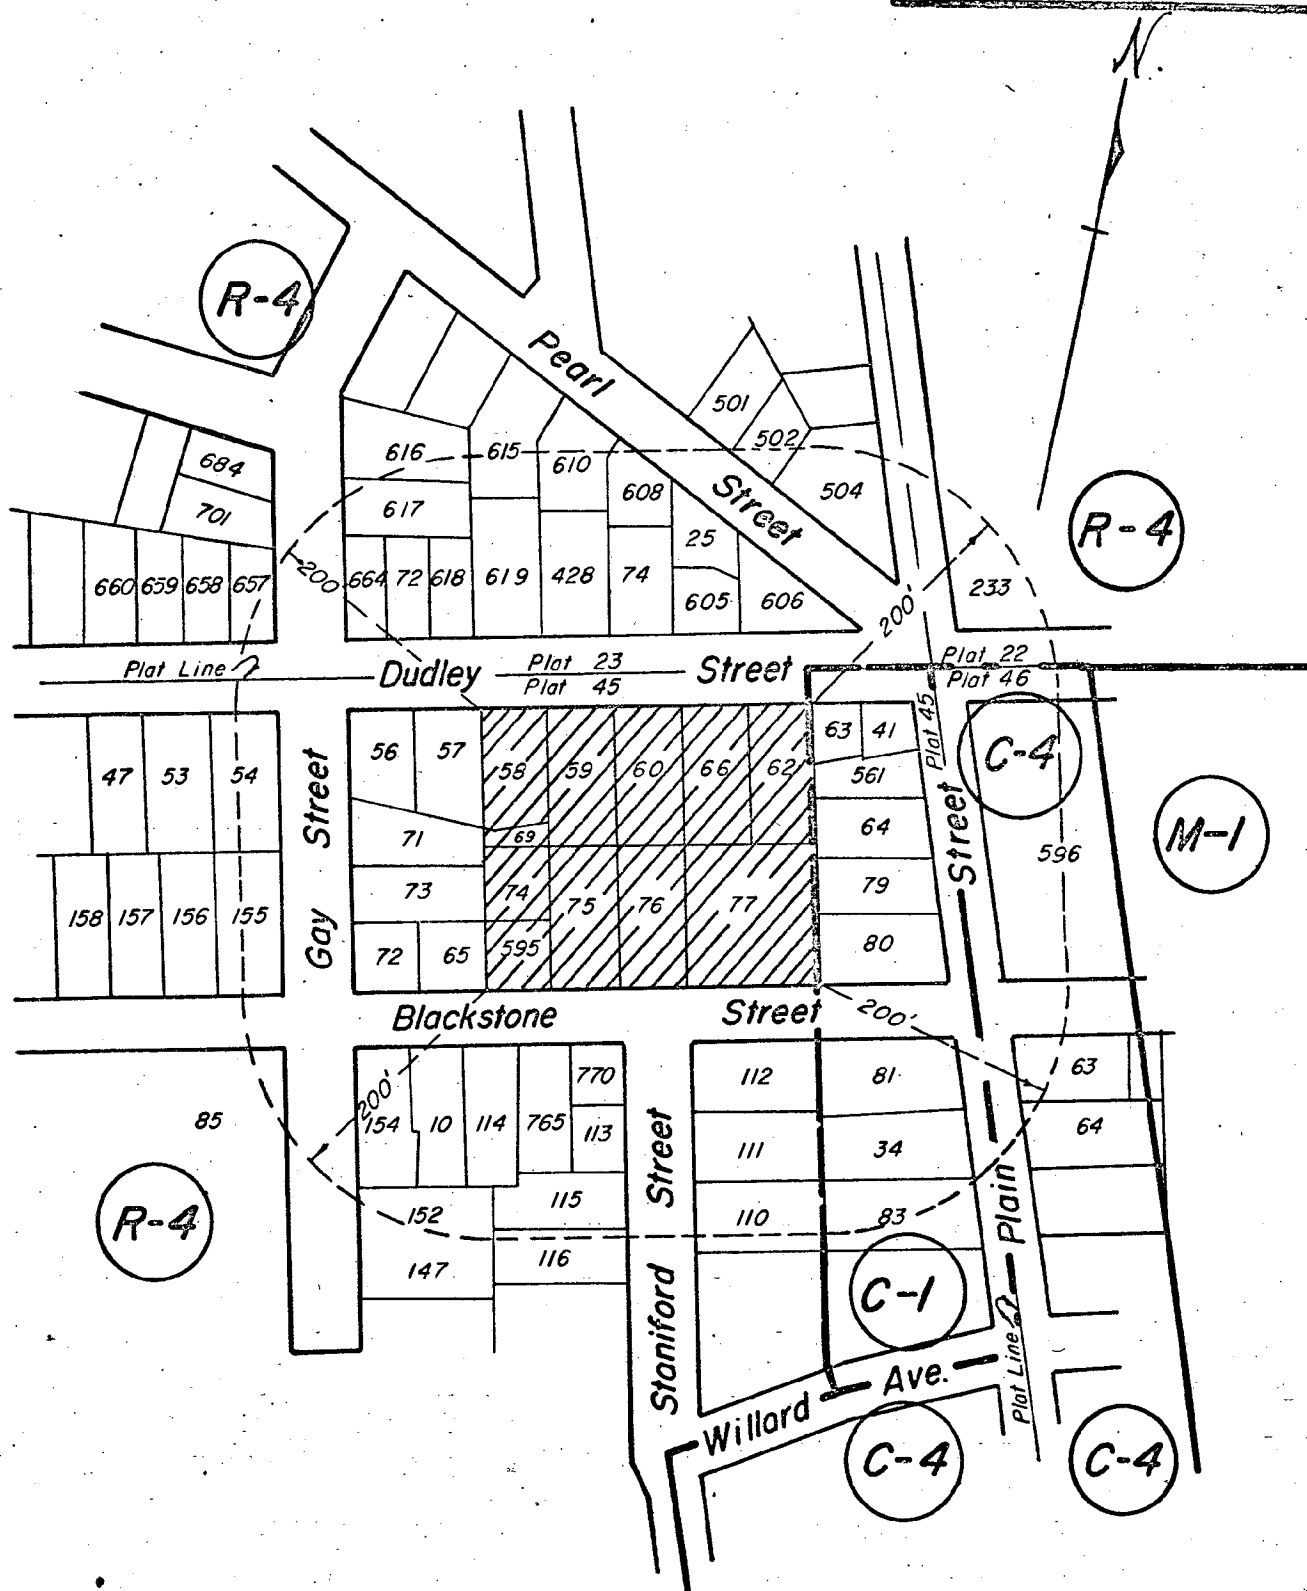 N.
R-4
Pearl Street
501
502
504
684
701
616
615
610
608
617
25
R-4
660 659 658 657
200'
664 72 618 619 428 74
605 606
200'
233
Plat Line
Dudley Street
Plat 23
Plat 45
Plat 22
Plat 46
Plat 45
47 53 54
56 57 58 59 60 66 62 63 41
561
C-4
Gay Street
71
69
64
Street
596
M-1
158 157 156 155
73
74 75 76 77
79
72 65 595
80
Blackstone Street
200'
85
200'
154 10 114 765 770
113
112
81
63
111
34
64
Staniford Street
Plain
R-4
152
115
110
83
147
116
C-1
Plat Line
Willard Ave.
C-4
C-4